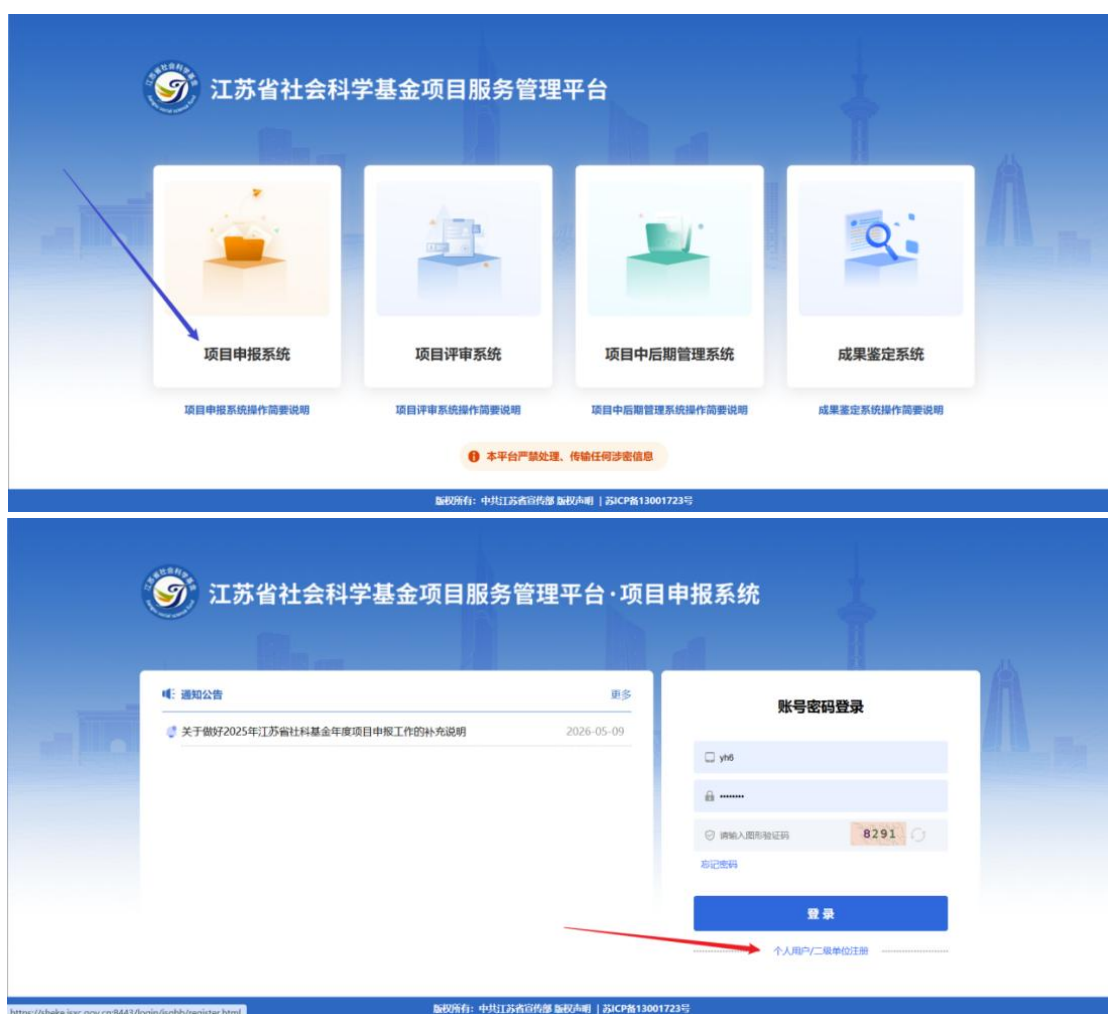 江苏省社会科学基金项目服务管理平台
项目申报系统
项目评审系统
项目中后期管理系统
成果鉴定系统
项目申报系统操作简要说明
项目评审系统操作简要说明
项目中后期管理系统操作简要说明
成果鉴定系统操作简要说明
本平台严禁处理、传输任何涉密信息
版权所有：中共江苏省宣传部 版权声明 | 苏ICP备13001723号
江苏省社会科学基金项目服务管理平台·项目申报系统
通知公告 更多
关于做好2025年江苏省社科基金年度项目申报工作的补充说明 2026-05-09
账号密码登录
yh6
••••••••
请输入图形验证码 8291
忘记密码
登 录
个人用户/二级单位注册
版权所有：中共江苏省宣传部 版权声明 | 苏ICP备13001723号